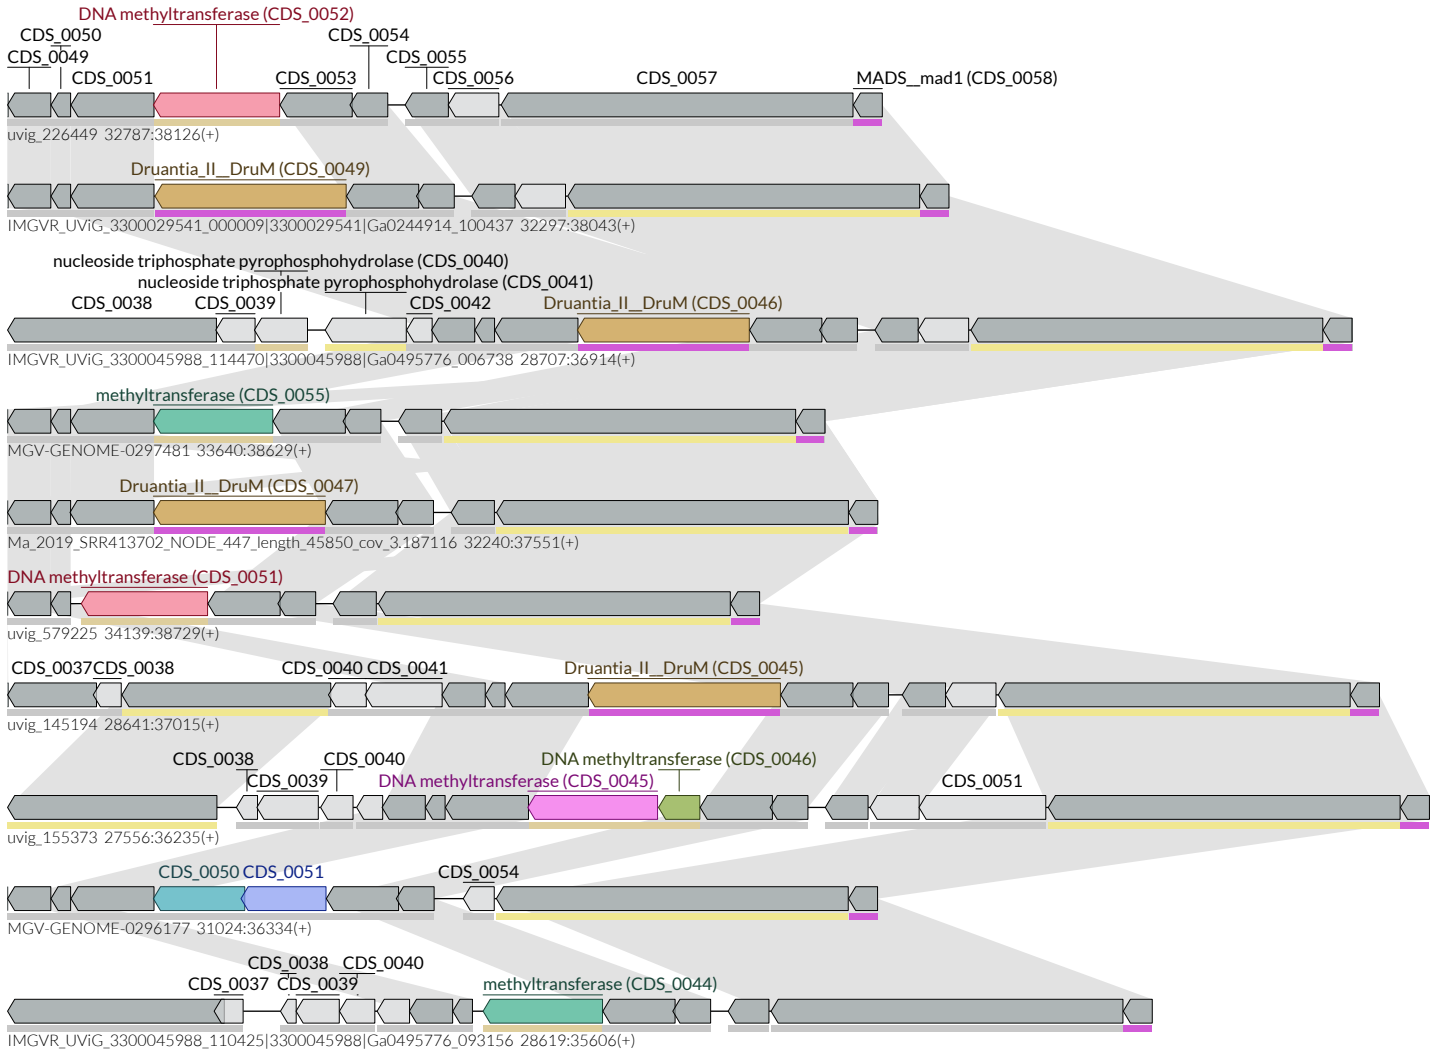 DNA methyltransferase (CDS_0052)
CDS_0050 CDS_0054
CDS_0049 CDS_0055
CDS_0051 CDS_0053 CDS_0056 CDS_0057 MADS__mad1 (CDS_0058)
uvig_226449 32787:38126(+)
Druantia_II__DruM (CDS_0049)
IMGVR_UViG_3300029541_000009|3300029541|Ga0244914_100437 32297:38043(+)
nucleoside triphosphate pyrophosphohydrolase (CDS_0040)
nucleoside triphosphate pyrophosphohydrolase (CDS_0041)
CDS_0038 CDS_0039 CDS_0042 Druantia_II__DruM (CDS_0046)
IMGVR_UViG_3300045988_114470|3300045988|Ga0495776_006738 28707:36914(+)
methyltransferase (CDS_0055)
MGV-GENOME-0297481 33640:38629(+)
Druantia_II__DruM (CDS_0047)
Ma_2019_SRR413702_NODE_447_length_45850_cov_3.187116 32240:37551(+)
DNA methyltransferase (CDS_0051)
uvig_579225 34139:38729(+)
CDS_0037 CDS_0038 CDS_0040 CDS_0041 Druantia_II__DruM (CDS_0045)
uvig_145194 28641:37015(+)
CDS_0038 CDS_0040 DNA methyltransferase (CDS_0046)
CDS_0039 DNA methyltransferase (CDS_0045) CDS_0051
uvig_155373 27556:36235(+)
CDS_0050 CDS_0051 CDS_0054
MGV-GENOME-0296177 31024:36334(+)
CDS_0038 CDS_0040
CDS_0037 CDS_0039 methyltransferase (CDS_0044)
IMGVR_UViG_3300045988_110425|3300045988|Ga0495776_093156 28619:35606(+)